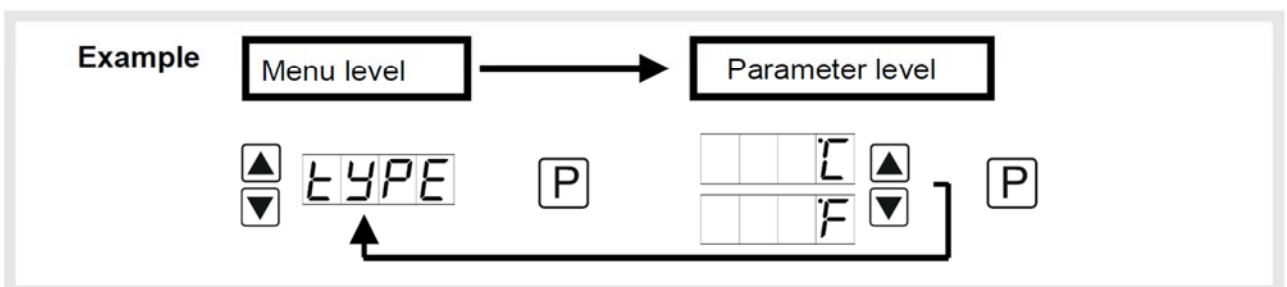 Example Menu level Parameter level
▲ tYPE P °C ▲ P
▼ °F ▼